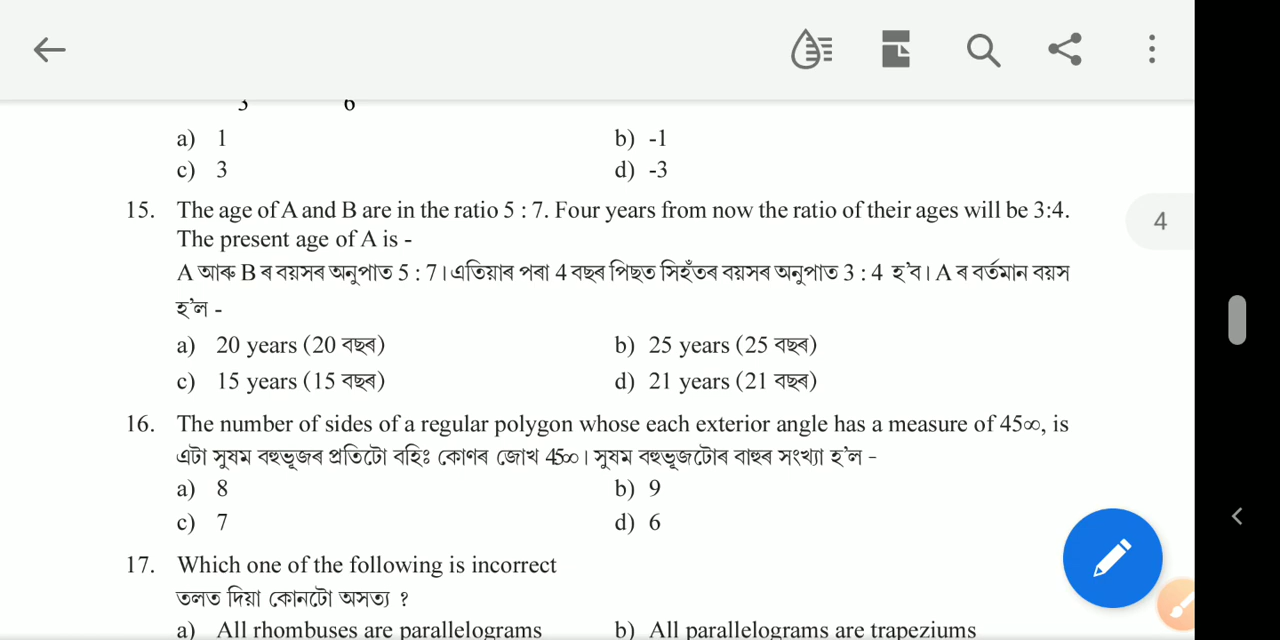 3 6
a) 1 b) -1
c) 3 d) -3
15. The age of A and B are in the ratio 5 : 7. Four years from now the ratio of their ages will be 3:4.
4
The present age of A is -
A আৰু B ৰ বয়সৰ অনুপাত 5 : 7। এতিয়াৰ পৰা 4 বছৰ পিছত সিহঁতৰ বয়সৰ অনুপাত 3 : 4 হ’ব। A ৰ বৰ্তমান বয়স
হ’ল -
a) 20 years (20 বছৰ) b) 25 years (25 বছৰ)
c) 15 years (15 বছৰ) d) 21 years (21 বছৰ)
16. The number of sides of a regular polygon whose each exterior angle has a measure of 45∞, is
এটা সুষম বহুভূজৰ প্ৰতিটো বহিঃ কোণৰ জোখ 45∞। সুষম বহুভূজটোৰ বাহুৰ সংখ্যা হ’ল -
a) 8 b) 9
c) 7 d) 6
17. Which one of the following is incorrect
তলত দিয়া কোনটো অসত্য ?
a) All rhombuses are parallelograms b) All parallelograms are trapeziums